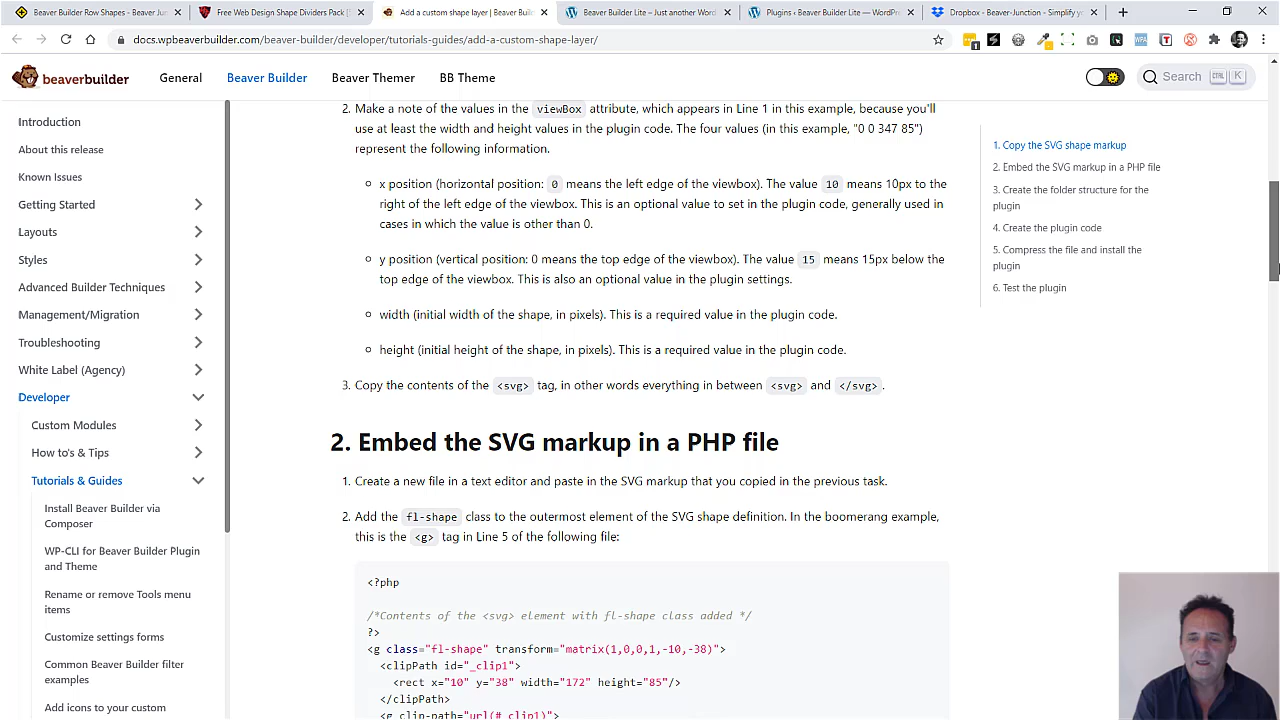 Beaver Builder Row Shapes - Beaver Jun
Free Web Design Shape Dividers Pack [
Add a custom shape layer | Beaver Buil
Beaver Builder Lite – Just another Word
Plugins ‹ Beaver Builder Lite — WordPre
Dropbox - Beaver-Junction - Simplify yo
docs.wpbeaverbuilder.com/beaver-builder/developer/tutorials-guides/add-a-custom-shape-layer/
beaverbuilder
General
Beaver Builder
Beaver Themer
BB Theme
Search
CTRL
K
Introduction
About this release
Known Issues
Getting Started
Layouts
Styles
Advanced Builder Techniques
Management/Migration
Troubleshooting
White Label (Agency)
Developer
Custom Modules
How to's & Tips
Tutorials & Guides
Install Beaver Builder via
Composer
WP-CLI for Beaver Builder Plugin
and Theme
Rename or remove Tools menu
items
Customize settings forms
Common Beaver Builder filter
examples
Add icons to your custom
2. Make a note of the values in the viewBox attribute, which appears in Line 1 in this example, because you'll
use at least the width and height values in the plugin code. The four values (in this example, "0 0 347 85")
represent the following information.
x position (horizontal position: 0 means the left edge of the viewbox). The value 10 means 10px to the
right of the left edge of the viewbox. This is an optional value to set in the plugin code, generally used in
cases in which the value is other than 0.
y position (vertical position: 0 means the top edge of the viewbox). The value 15 means 15px below the
top edge of the viewbox. This is also an optional value in the plugin settings.
width (initial width of the shape, in pixels). This is a required value in the plugin code.
height (initial height of the shape, in pixels). This is a required value in the plugin code.
3. Copy the contents of the <svg> tag, in other words everything in between <svg> and </svg>.
2. Embed the SVG markup in a PHP file
1. Create a new file in a text editor and paste in the SVG markup that you copied in the previous task.
2. Add the fl-shape class to the outermost element of the SVG shape definition. In the boomerang example,
this is the <g> tag in Line 5 of the following file:
<?php
/*Contents of the <svg> element with fl-shape class added */
?>
<g class="fl-shape" transform="matrix(1,0,0,1,-10,-38)">
<clipPath id="_clip1">
<rect x="10" y="38" width="172" height="85"/>
</clipPath>
<g clip-path="url(#_clip1)">
1. Copy the SVG shape markup
2. Embed the SVG markup in a PHP file
3. Create the folder structure for the
plugin
4. Create the plugin code
5. Compress the file and install the
plugin
6. Test the plugin